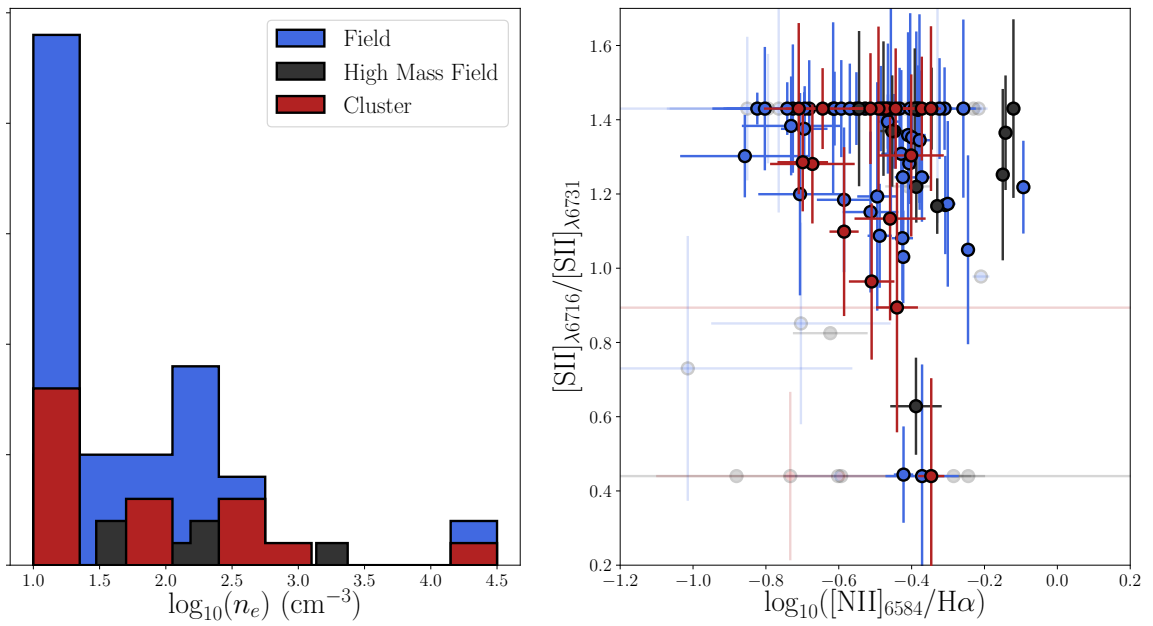 Field
High Mass Field
Cluster
1.0 1.5 2.0 2.5 3.0 3.5 4.0 4.5
log₁₀(nₑ) (cm⁻³)
[SII]λ6716/[SII]λ6731
1.6
1.4
1.2
1.0
0.8
0.6
0.4
0.2
−1.2 −1.0 −0.8 −0.6 −0.4 −0.2 0.0 0.2
log₁₀([NII]₆₅₈₄/Hα)